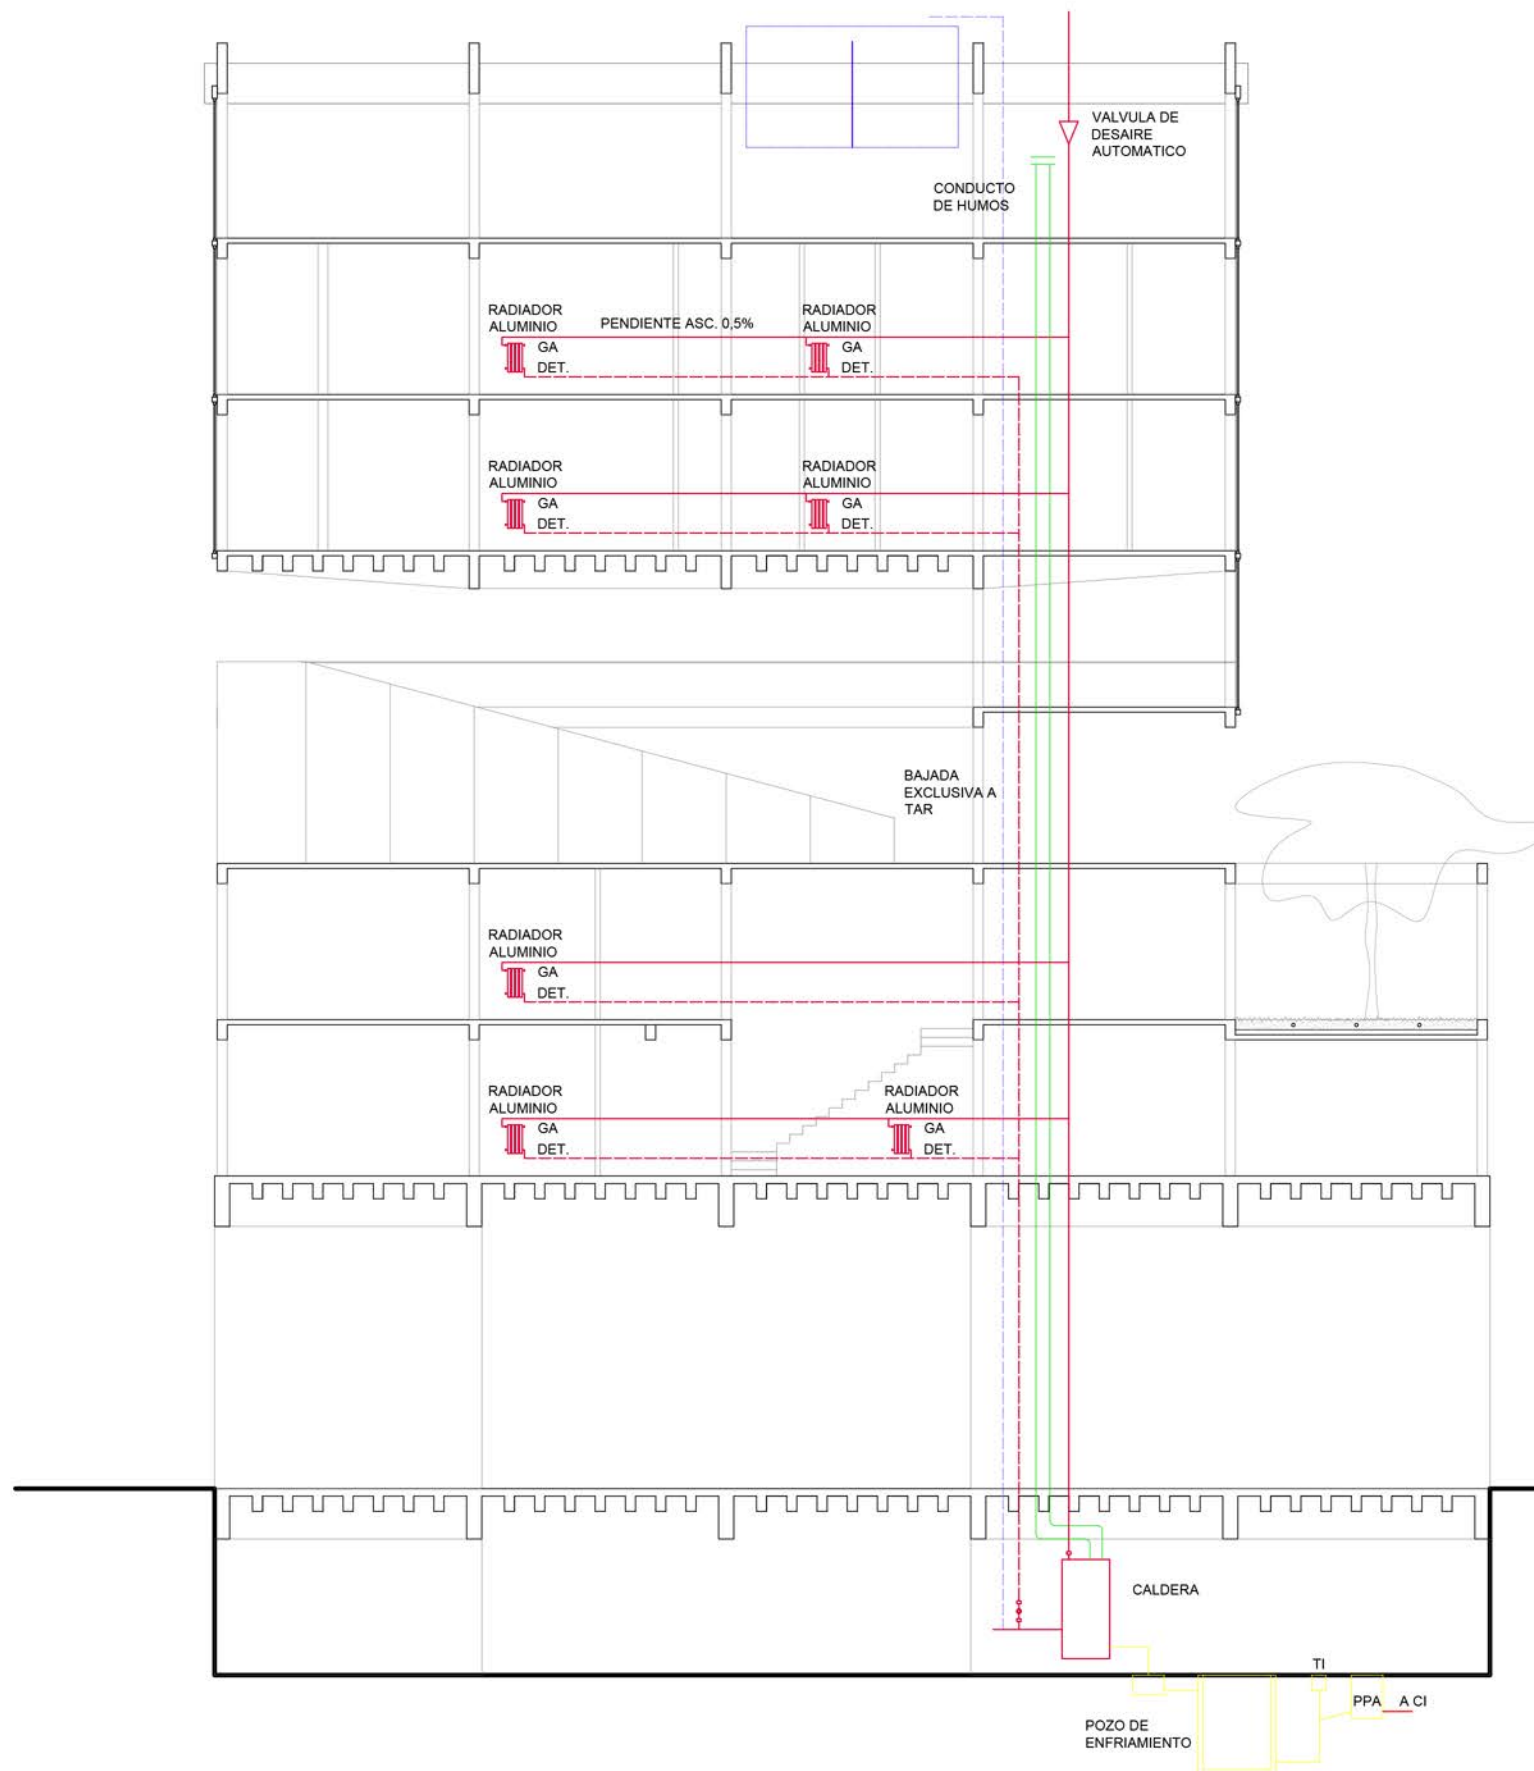 VALVULA DE
DESAIRE
AUTOMATICO
CONDUCTO
DE HUMOS
RADIADOR
ALUMINIO
PENDIENTE ASC. 0,5%
RADIADOR
ALUMINIO
GA
DET.
GA
DET.
RADIADOR
ALUMINIO
GA
DET.
RADIADOR
ALUMINIO
GA
DET.
BAJADA
EXCLUSIVA A
TAR
RADIADOR
ALUMINIO
GA
DET.
RADIADOR
ALUMINIO
GA
DET.
RADIADOR
ALUMINIO
GA
DET.
CALDERA
TI
PPA A CI
POZO DE
ENFRIAMIENTO